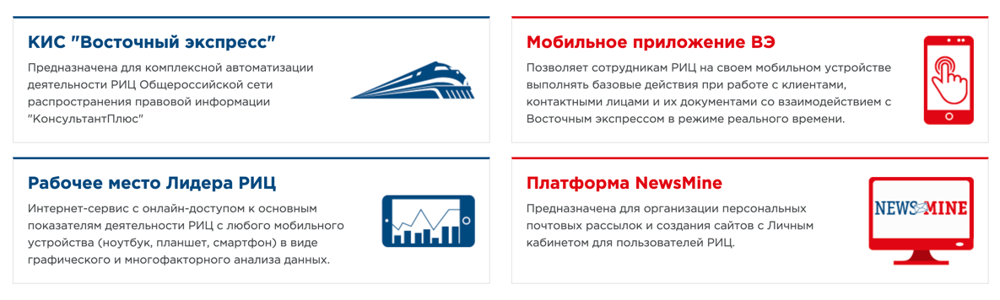 КИС "Восточный экспресс"
Предназначена для комплексной автоматизации
деятельности РИЦ Общероссийской сети
распространения правовой информации
"КонсультантПлюс"
Мобильное приложение ВЭ
Позволяет сотрудникам РИЦ на своем мобильном устройстве
выполнять базовые действия при работе с клиентами,
контактными лицами и их документами со взаимодействием с
Восточным экспрессом в режиме реального времени.
Рабочее место Лидера РИЦ
Интернет-сервис с онлайн-доступом к основным
показателям деятельности РИЦ с любого мобильного
устройства (ноутбук, планшет, смартфон) в виде
графического и многофакторного анализа данных.
Платформа NewsMine
Предназначена для организации персональных
почтовых рассылок и создания сайтов с Личным
кабинетом для пользователей РИЦ.
NEWS MINE